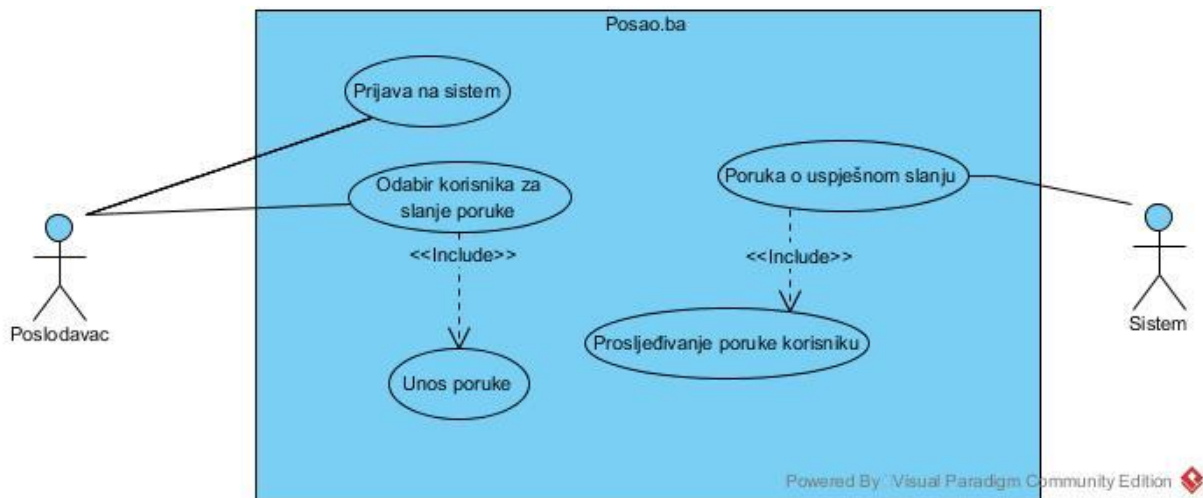 Posao.ba
Prijava na sistem
Odabir korisnika za
slanje poruke
<<Include>>
Unos poruke
Poruka o uspješnom slanju
<<Include>>
Prosljeđivanje poruke korisniku
Poslodavac
Sistem
Powered By Visual Paradigm Community Edition